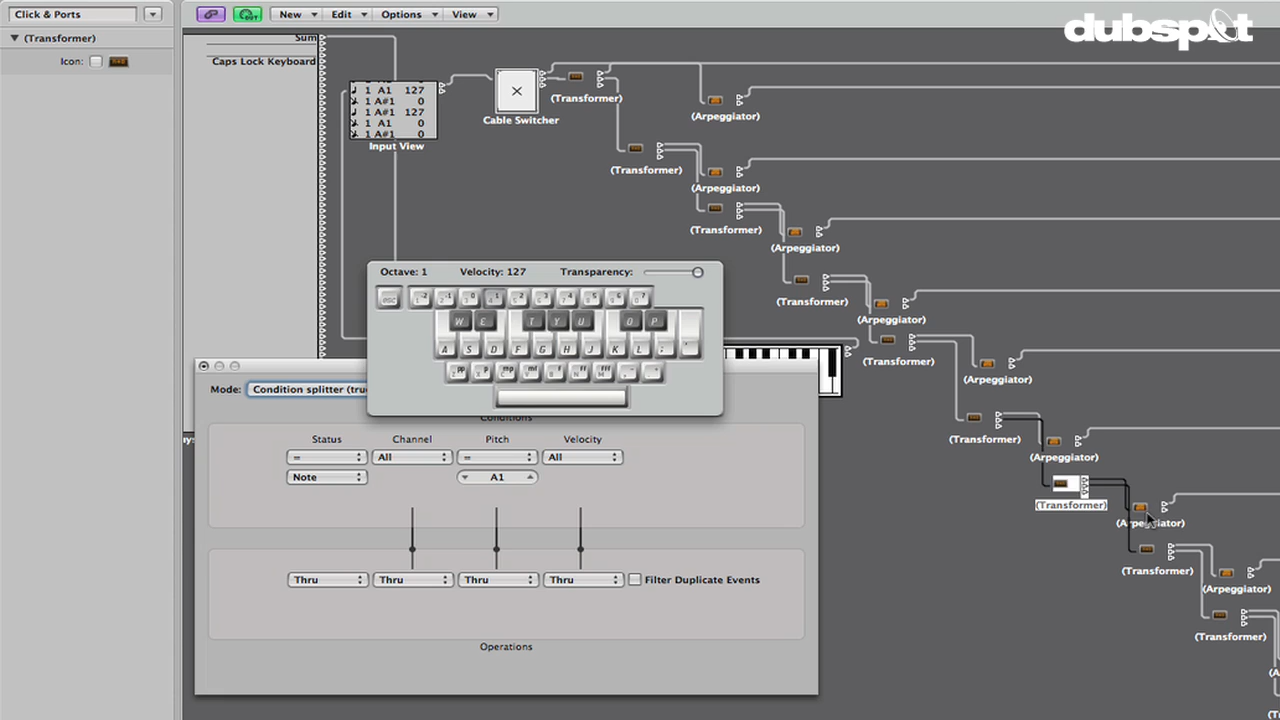 Click & Ports
New
Edit
Options
View
dubspot
(Transformer)
Icon:
Sum
Caps Lock Keyboard
1 A1 127
1 A#1 0
1 A#1 127
1 A1 0
1 A#1 0
Input View
Cable Switcher
(Transformer)
(Arpeggiator)
(Transformer)
(Arpeggiator)
(Transformer)
(Arpeggiator)
(Transformer)
(Arpeggiator)
(Transformer)
(Arpeggiator)
(Transformer)
(Arpeggiator)
(Transformer)
(Arpeggiator)
(Transformer)
(Arpeggiator)
(Transformer)
Octave: 1 Velocity: 127 Transparency:
esc
W E T Y U O P
A S D F G H J K L ; '
Mode: Condition splitter (tru
Conditions
Status Channel Pitch Velocity
= All = All
Note A1
Thru Thru Thru Thru Filter Duplicate Events
Operations